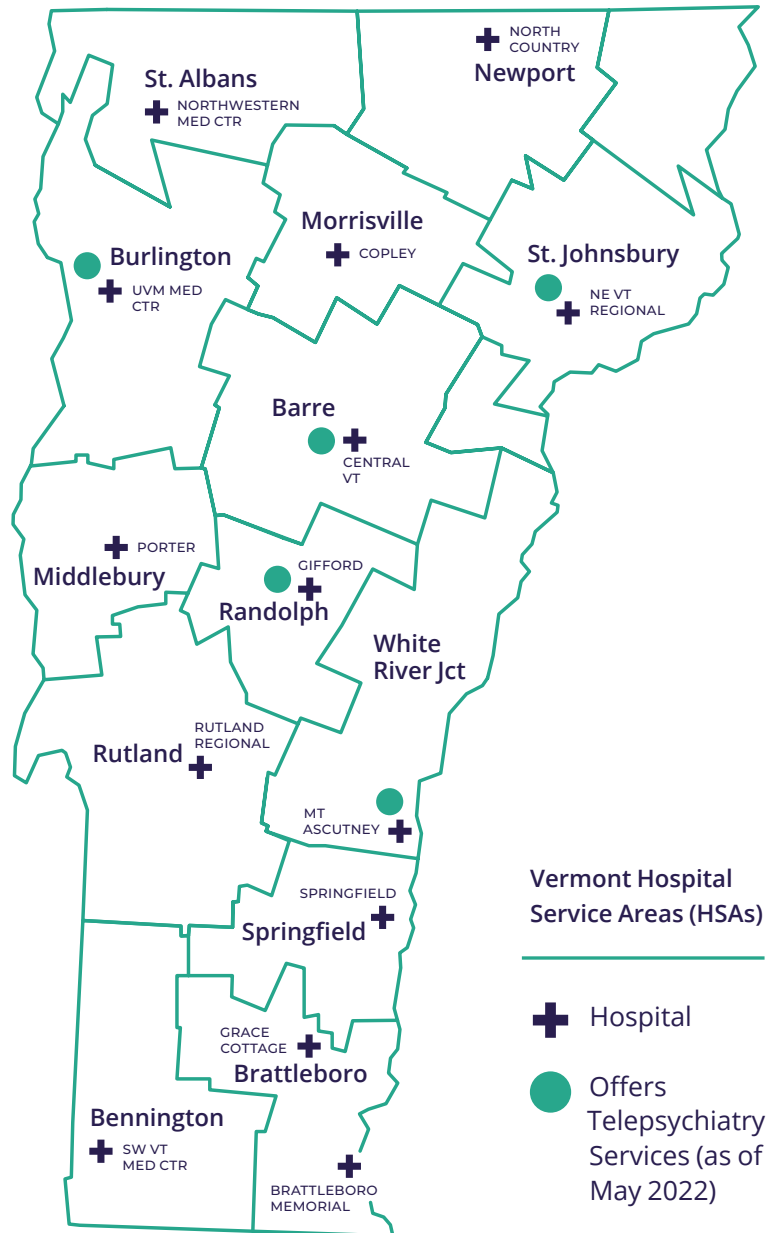 NORTH
COUNTRY
Newport
St. Albans
NORTHWESTERN
MED CTR
Morrisville
COPLEY
Burlington
UVM MED
CTR
St. Johnsbury
NE VT
REGIONAL
Barre
CENTRAL
VT
PORTER
Middlebury
GIFFORD
Randolph
White
River Jct
RUTLAND
REGIONAL
Rutland
MT
ASCUTNEY
SPRINGFIELD
Springfield
GRACE
COTTAGE
Brattleboro
Bennington
SW VT
MED CTR
BRATTLEBORO
MEMORIAL
Vermont Hospital
Service Areas (HSAs)
Hospital
Offers
Telepsychiatry
Services (as of
May 2022)